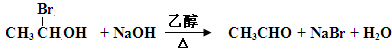 Br
CH₃CHOH + NaOH 乙醇 △ CH₃CHO + NaBr + H₂O